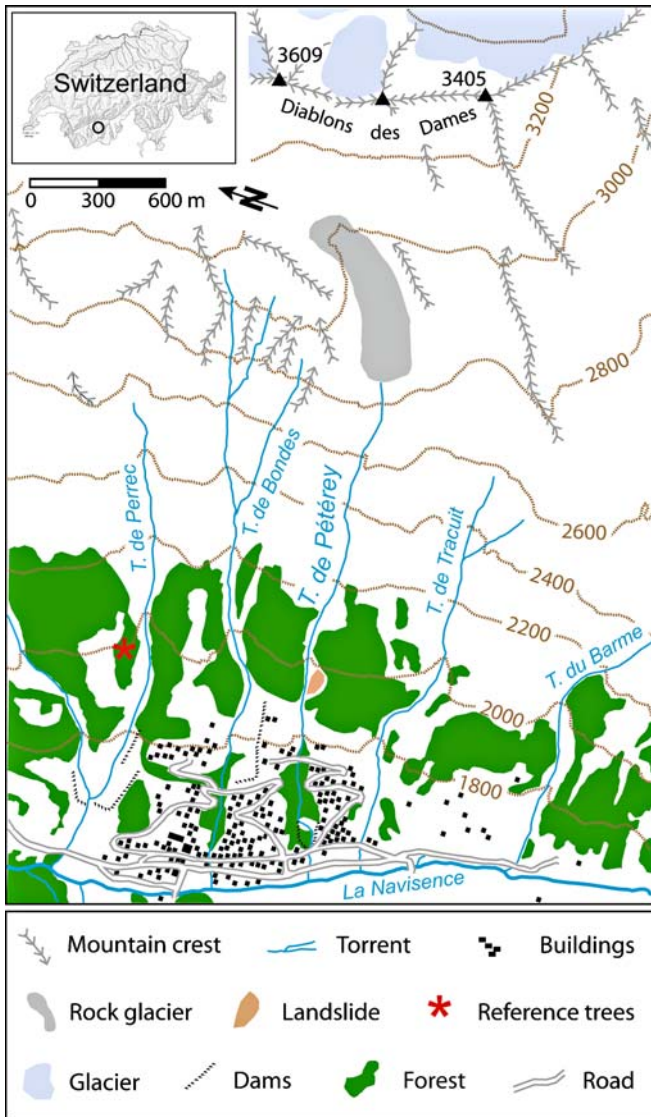 Switzerland
3609
3405
Diablons des Dames
3200
3000
0 300 600 m
N
2800
T. de Perrec
T. de Bondes
T. de Pétérey
T. de Tracuit
2600
2400
2200
T. du Barme
2000
1800
La Navisence
Mountain crest
Torrent
Buildings
Rock glacier
Landslide
Reference trees
Glacier
Dams
Forest
Road